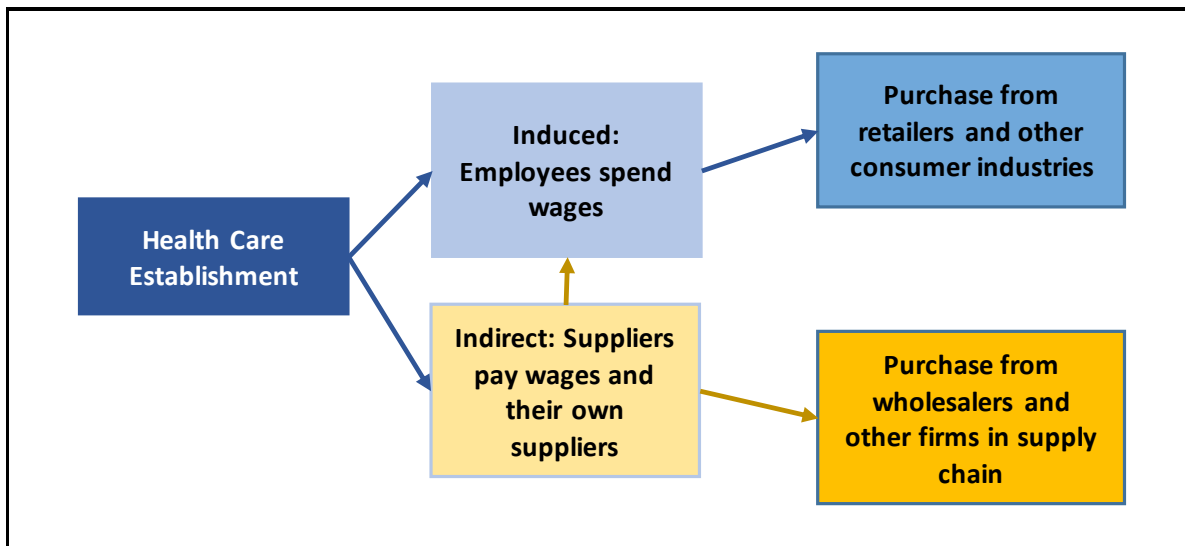 Health Care
Establishment
Induced:
Employees spend
wages
Indirect: Suppliers
pay wages and
their own
suppliers
Purchase from
retailers and other
consumer industries
Purchase from
wholesalers and
other firms in supply
chain